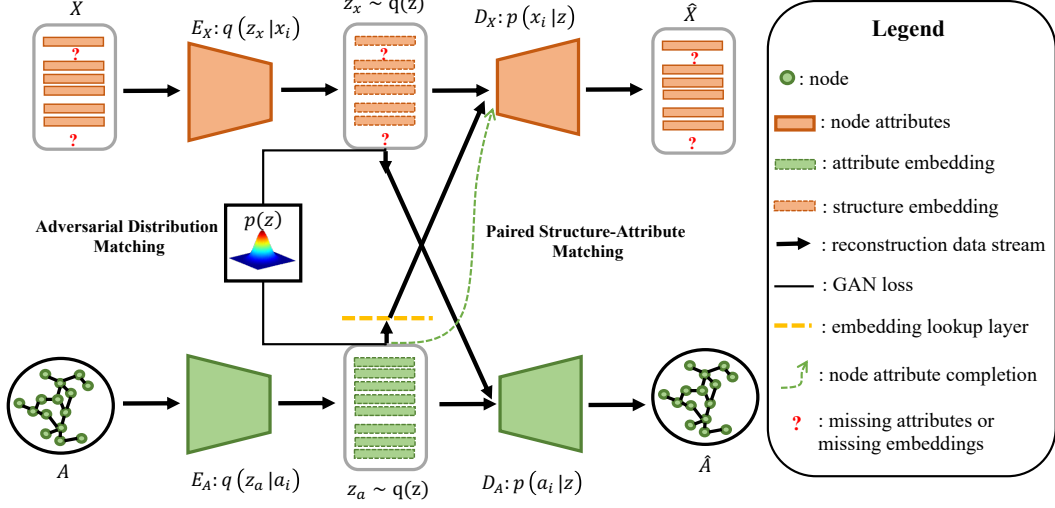 X
E_X: q(z_x|x_i)
z_x ~ q(z)
D_X: p(x_i|z)
X̂
?
?
?
?
?
?
Adversarial Distribution
Matching
p(z)
Paired Structure-Attribute
Matching
A
E_A: q(z_a|a_i)
z_a ~ q(z)
D_A: p(a_i|z)
Â
Legend
: node
: node attributes
: attribute embedding
: structure embedding
: reconstruction data stream
: GAN loss
: embedding lookup layer
: node attribute completion
? : missing attributes or
missing embeddings